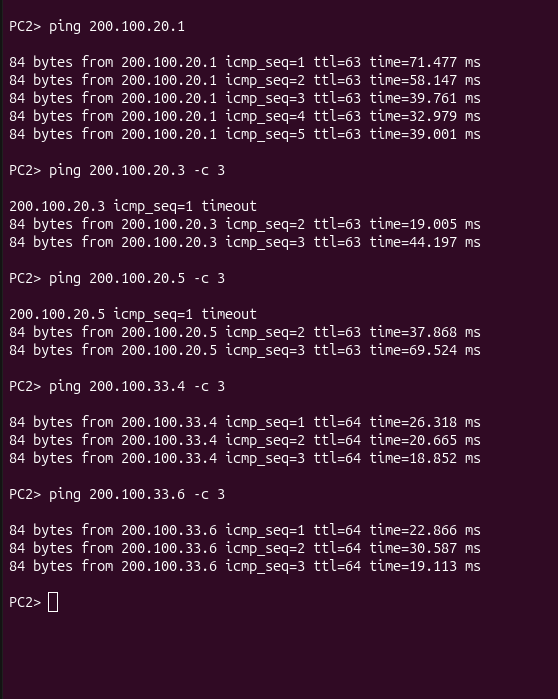 PC2> ping 200.100.20.1
84 bytes from 200.100.20.1 icmp_seq=1 ttl=63 time=71.477 ms
84 bytes from 200.100.20.1 icmp_seq=2 ttl=63 time=58.147 ms
84 bytes from 200.100.20.1 icmp_seq=3 ttl=63 time=39.761 ms
84 bytes from 200.100.20.1 icmp_seq=4 ttl=63 time=32.979 ms
84 bytes from 200.100.20.1 icmp_seq=5 ttl=63 time=39.001 ms
PC2> ping 200.100.20.3 -c 3
200.100.20.3 icmp_seq=1 timeout
84 bytes from 200.100.20.3 icmp_seq=2 ttl=63 time=19.005 ms
84 bytes from 200.100.20.3 icmp_seq=3 ttl=63 time=44.197 ms
PC2> ping 200.100.20.5 -c 3
200.100.20.5 icmp_seq=1 timeout
84 bytes from 200.100.20.5 icmp_seq=2 ttl=63 time=37.868 ms
84 bytes from 200.100.20.5 icmp_seq=3 ttl=63 time=69.524 ms
PC2> ping 200.100.33.4 -c 3
84 bytes from 200.100.33.4 icmp_seq=1 ttl=64 time=26.318 ms
84 bytes from 200.100.33.4 icmp_seq=2 ttl=64 time=20.665 ms
84 bytes from 200.100.33.4 icmp_seq=3 ttl=64 time=18.852 ms
PC2> ping 200.100.33.6 -c 3
84 bytes from 200.100.33.6 icmp_seq=1 ttl=64 time=22.866 ms
84 bytes from 200.100.33.6 icmp_seq=2 ttl=64 time=30.587 ms
84 bytes from 200.100.33.6 icmp_seq=3 ttl=64 time=19.113 ms
PC2>